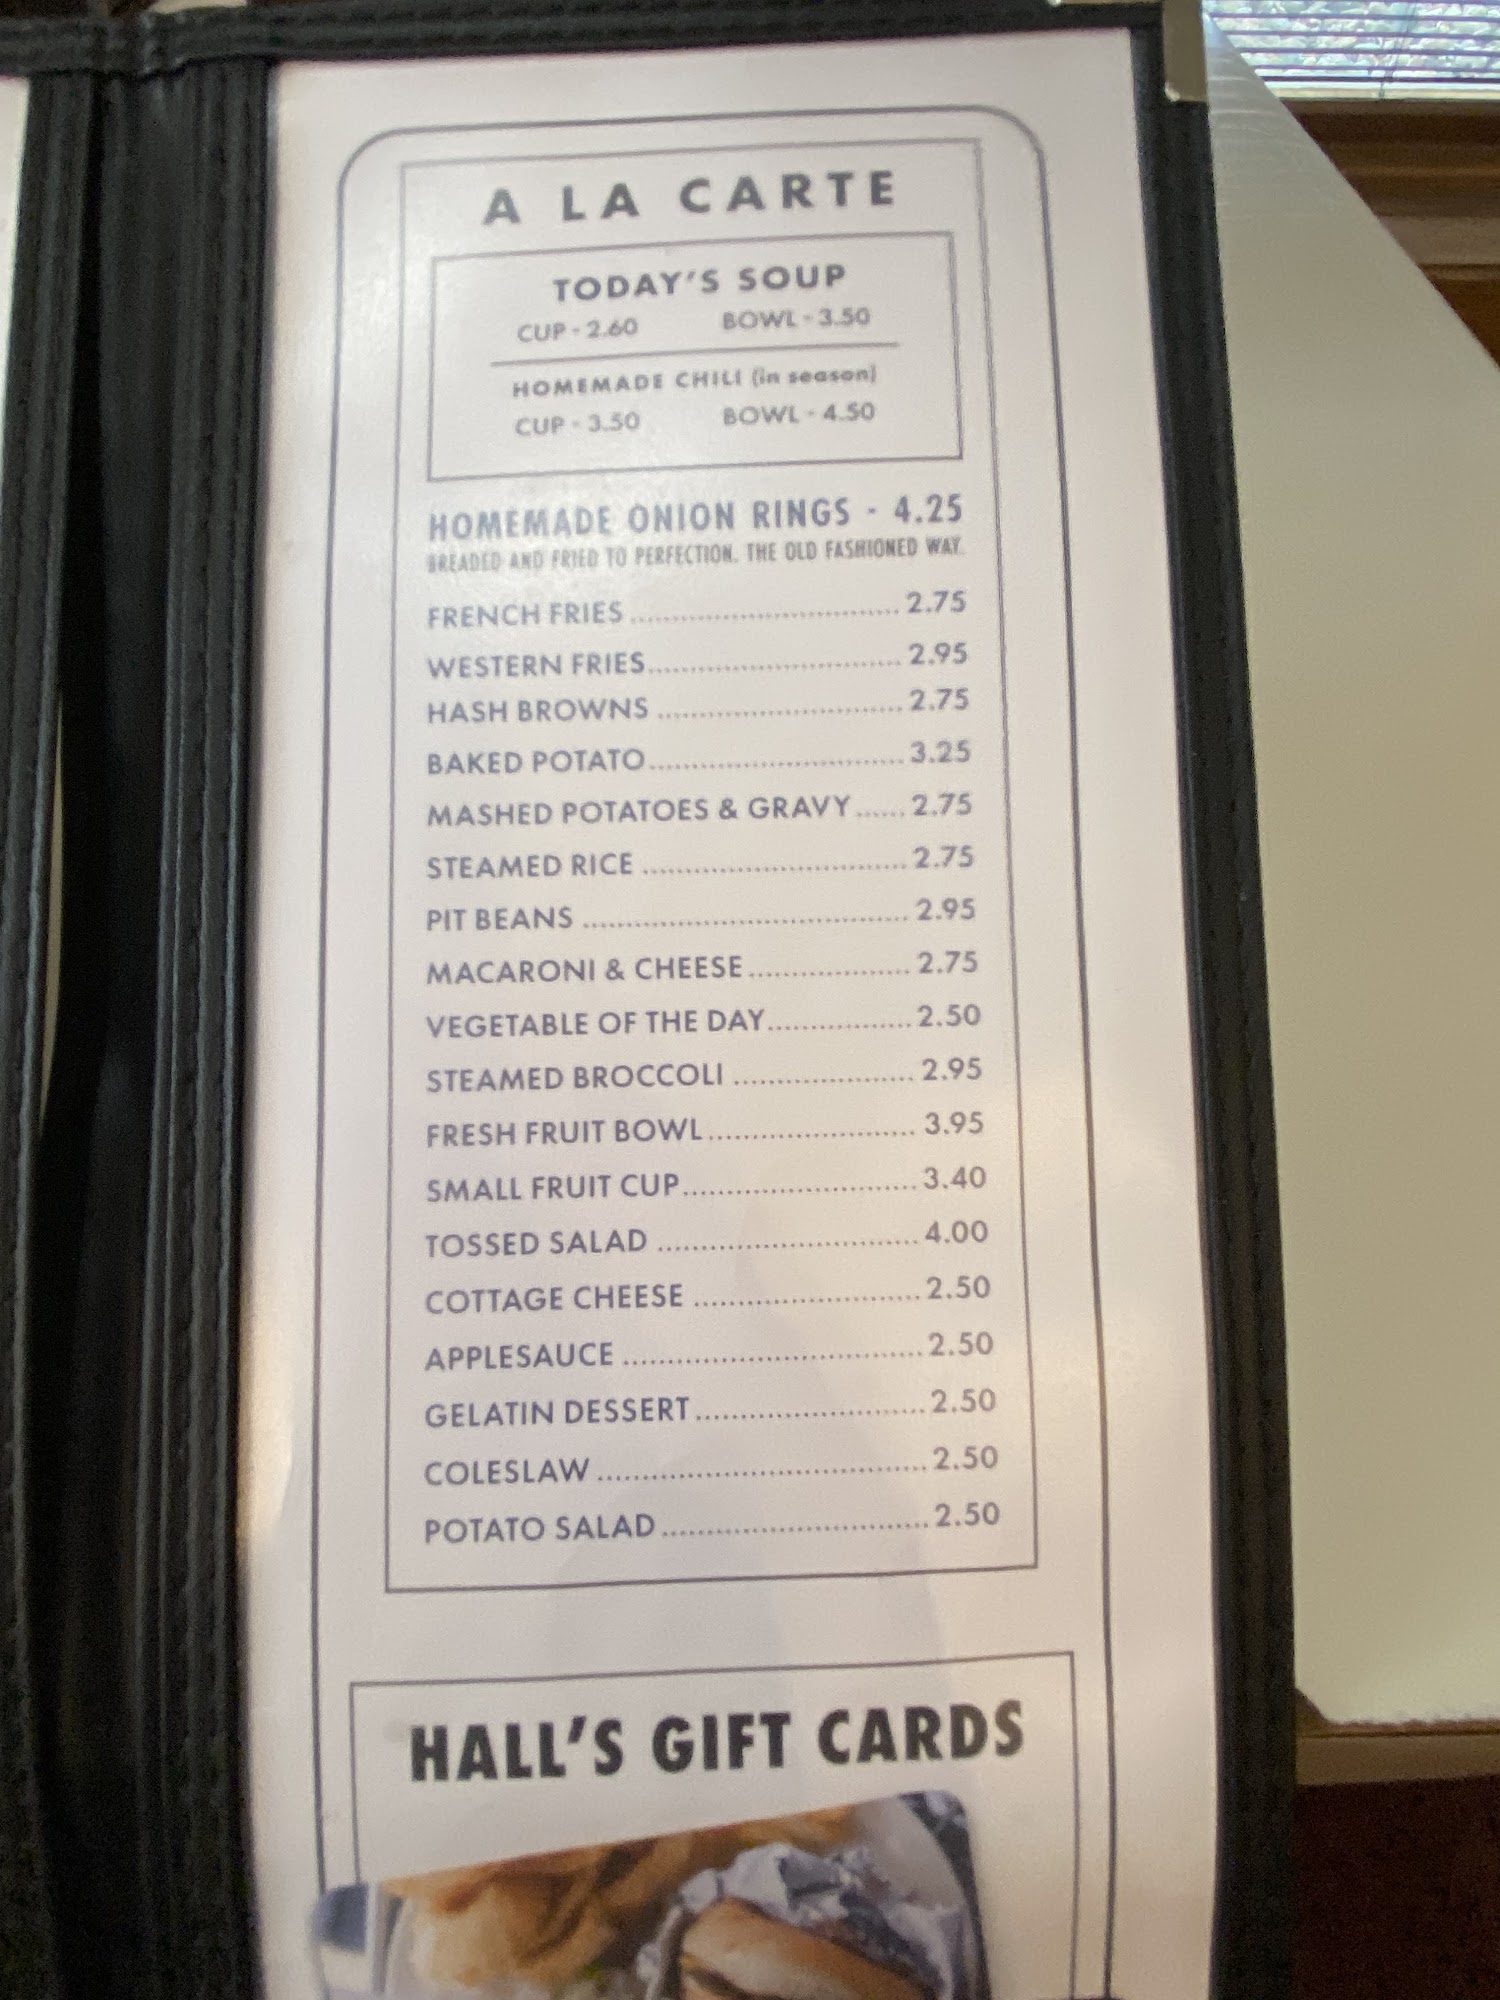 A LA CARTE
TODAY'S SOUP
CUP - 2.60 BOWL - 3.50
HOMEMADE CHILI (in season)
CUP - 3.50 BOWL - 4.50
HOMEMADE ONION RINGS - 4.25
BREADED AND FRIED TO PERFECTION. THE OLD FASHIONED WAY.
FRENCH FRIES.............................2.75
WESTERN FRIES...........................2.95
HASH BROWNS..........................2.75
BAKED POTATO...........................3.25
MASHED POTATOES & GRAVY......2.75
STEAMED RICE............................2.75
PIT BEANS..................................2.95
MACARONI & CHEESE.................2.75
VEGETABLE OF THE DAY...............2.50
STEAMED BROCCOLI...................2.95
FRESH FRUIT BOWL......................3.95
SMALL FRUIT CUP........................3.40
TOSSED SALAD...........................4.00
COTTAGE CHEESE.......................2.50
APPLESAUCE..............................2.50
GELATIN DESSERT.......................2.50
COLESLAW.................................2.50
POTATO SALAD...........................2.50
HALL'S GIFT CARDS